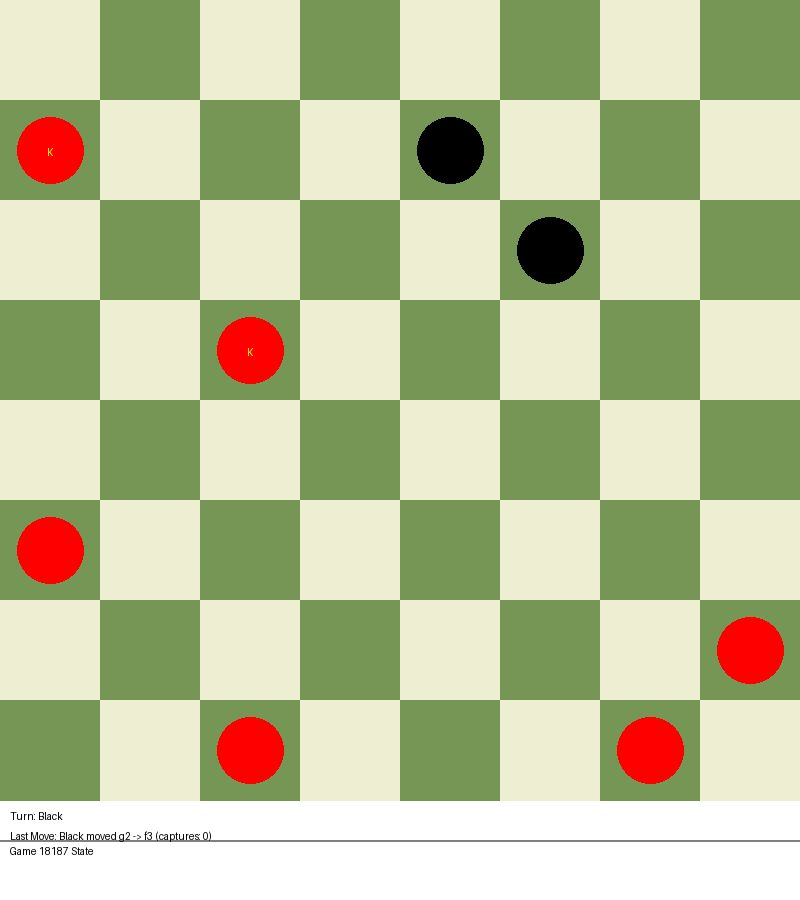 K
K
Turn: Black
Last Move: Black moved g2 -> f3 (captures: 0)
Game 18187 State